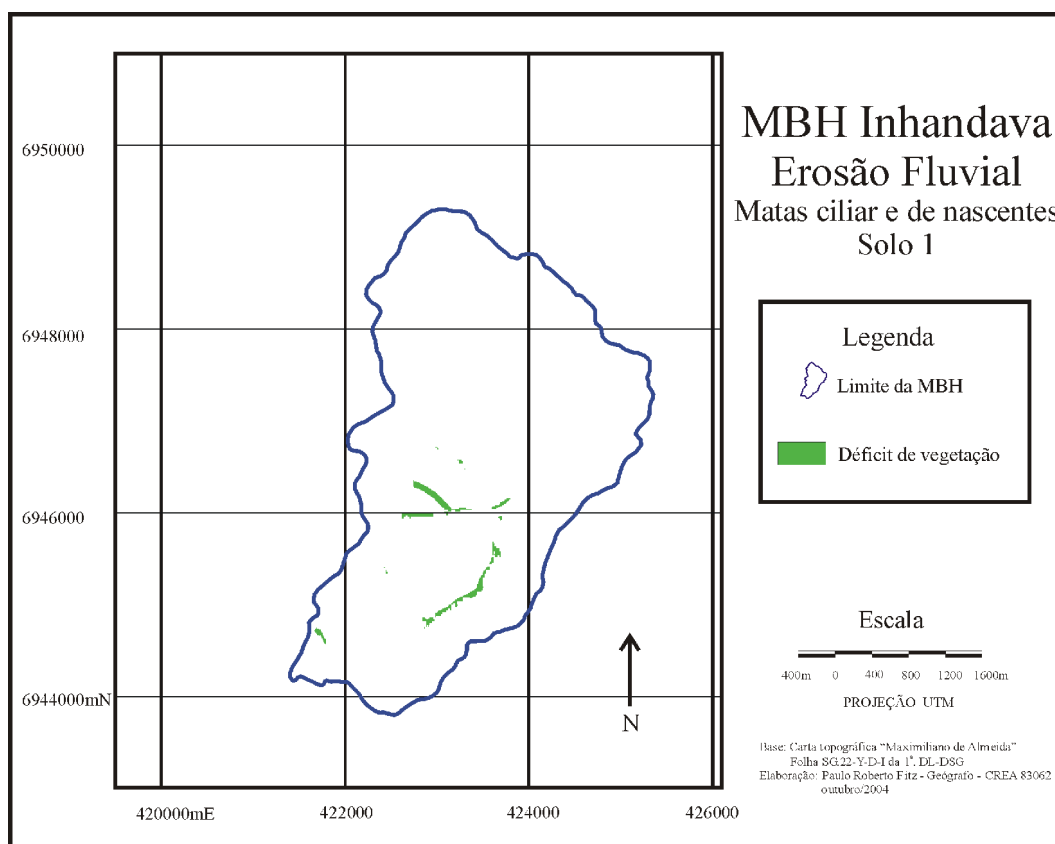 MBH Inhandava
Erosão Fluvial
Matas ciliar e de nascentes
Solo 1
6950000
6948000
6946000
6944000mN
420000mE
422000
424000
426000
Legenda
Limite da MBH
Déficit de vegetação
N
Escala
400m 0 400 800 1200 1600m
PROJEÇÃO UTM
Base: Carta topográfica “Maximiliano de Almeida”
Folha SG.22-Y-D-I da 1ª. DL-DSG
Elaboração: Paulo Roberto Fitz - Geógrafo - CREA 83062
outubro/2004